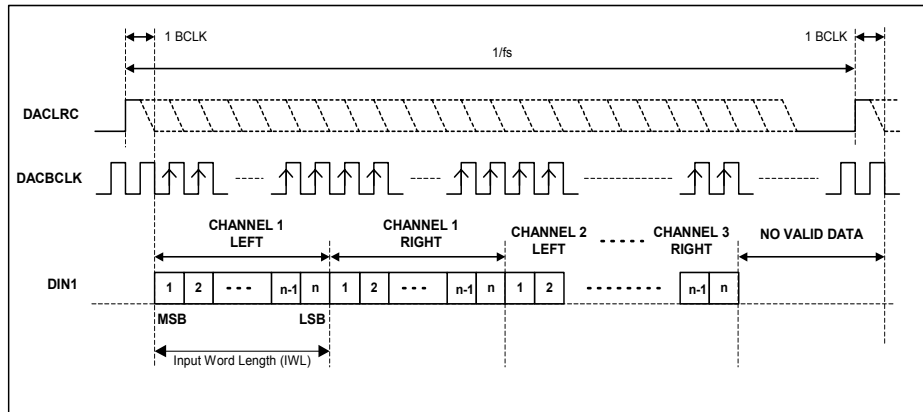 1 BCLK 1 BCLK
1/fs
DACLRC
DACBCLK
CHANNEL 1 LEFT
CHANNEL 1 RIGHT
CHANNEL 2 LEFT
CHANNEL 3 RIGHT
NO VALID DATA
DIN1
1 2 n-1 n 1 2 n-1 n 1 2 n-1 n
MSB LSB
Input Word Length (IWL)